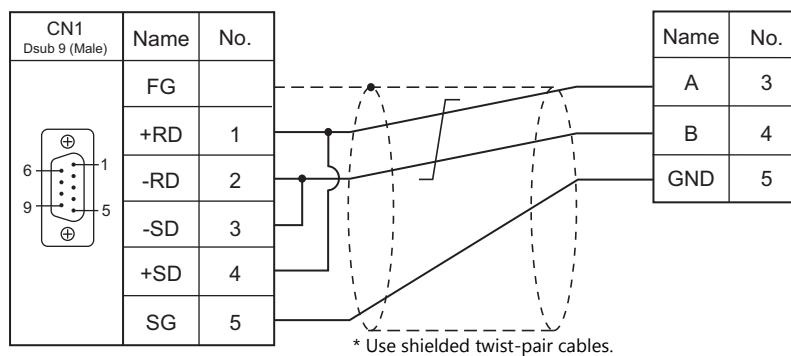 CN1
Dsub 9 (Male)
Name
No.
FG
+RD
1
-RD
2
-SD
3
+SD
4
SG
5
6
1
9
5
Name
No.
A
3
B
4
GND
5
* Use shielded twist-pair cables.